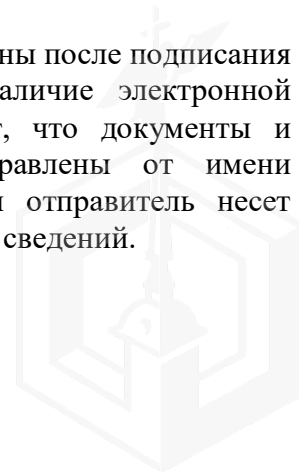 ны после подписания
аличие электронной
т, что документы и
равлены от имени
и отправитель несет
сведений.